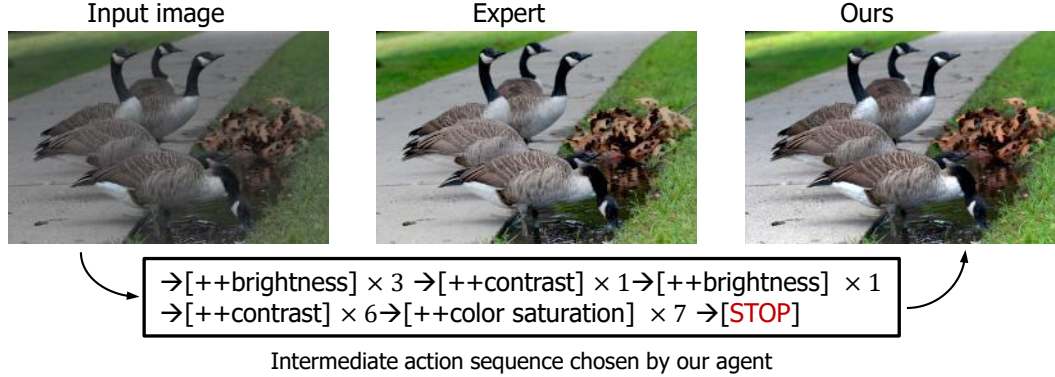 Input image Expert Ours
→[++brightness] × 3 →[++contrast] × 1→[++brightness] × 1
→[++contrast] × 6→[++color saturation] × 7 →[STOP]
Intermediate action sequence chosen by our agent